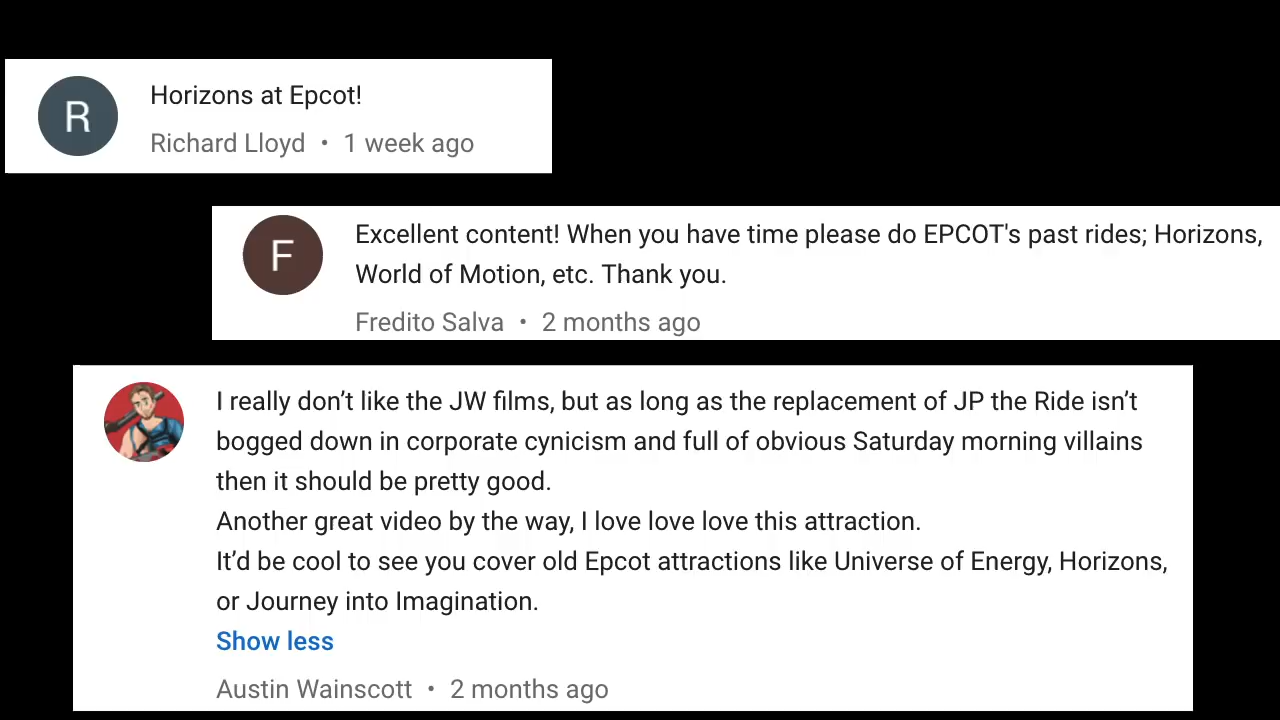 R
Horizons at Epcot!
Richard Lloyd • 1 week ago
F
Excellent content! When you have time please do EPCOT's past rides; Horizons,
World of Motion, etc. Thank you.
Fredito Salva • 2 months ago
I really don’t like the JW films, but as long as the replacement of JP the Ride isn’t
bogged down in corporate cynicism and full of obvious Saturday morning villains
then it should be pretty good.
Another great video by the way, I love love love this attraction.
It’d be cool to see you cover old Epcot attractions like Universe of Energy, Horizons,
or Journey into Imagination.
Show less
Austin Wainscott • 2 months ago